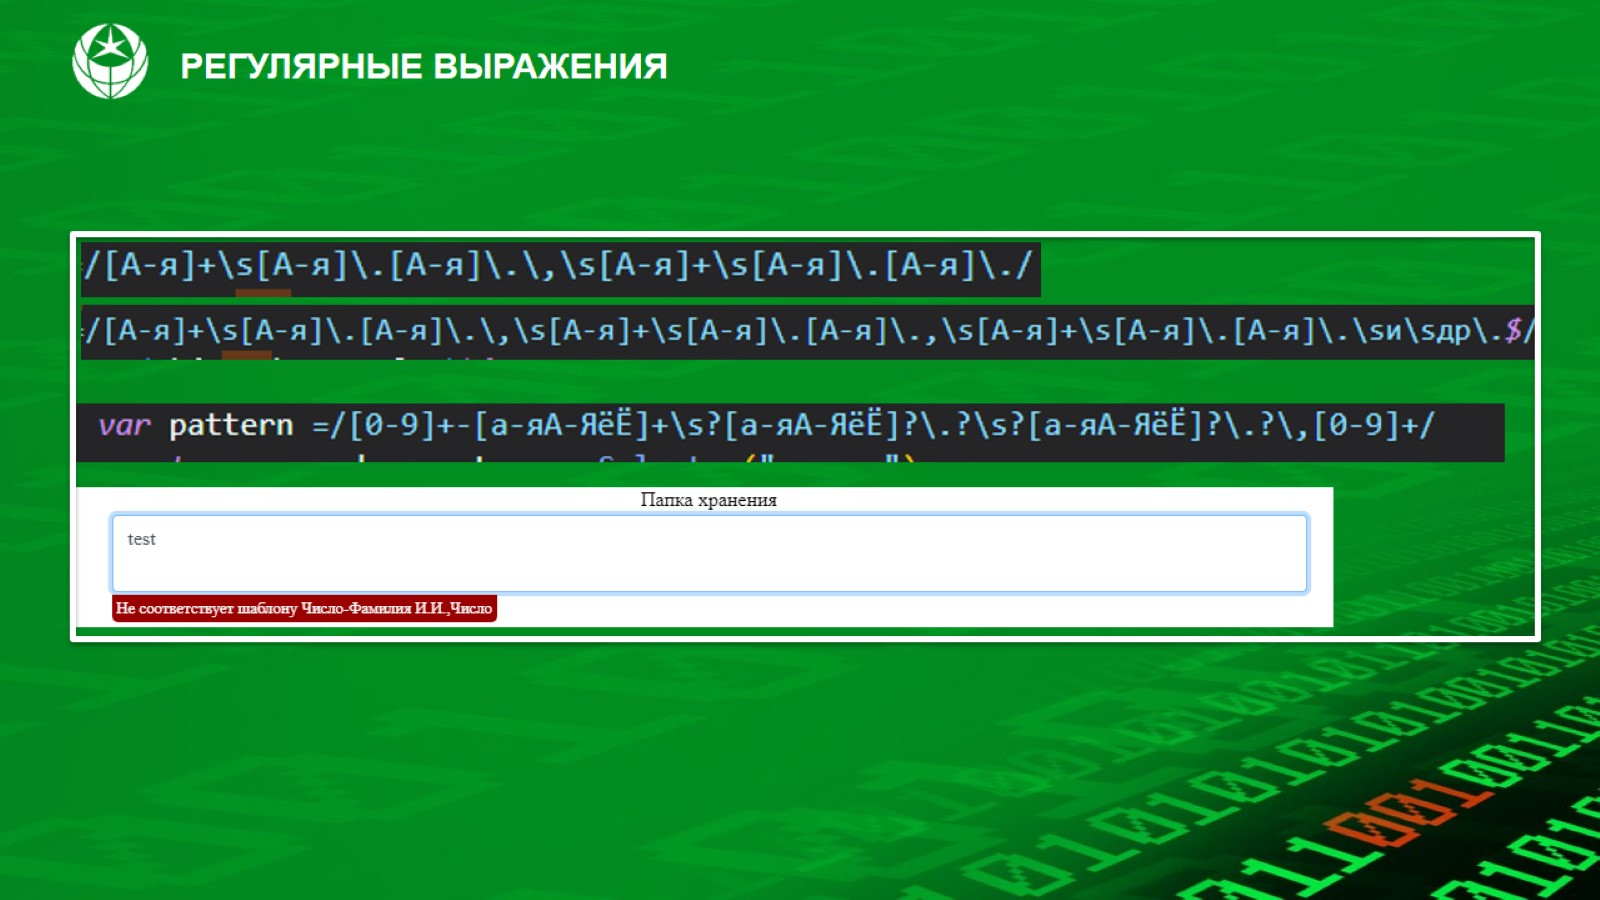 РЕГУЛЯРНЫЕ ВЫРАЖЕНИЯ
/[А-я]+\s[А-я]\.[А-я]\.\,\s[А-я]+\s[А-я]\.[А-я]\./
=/[А-я]+\s[А-я]\.[А-я]\.\,\s[А-я]+\s[А-я]\.[А-я]\.,\s[А-я]+\s[А-я]\.[А-я]\.\sи\sдр\.$/
var pattern =/[0-9]+-[а-яА-ЯёЁ]+\s?[а-яА-ЯёЁ]?\.?\s?[а-яА-ЯёЁ]?\.?\,[0-9]+/
Папка хранения
test
Не соответствует шаблону Число-Фамилия И.И.,Число